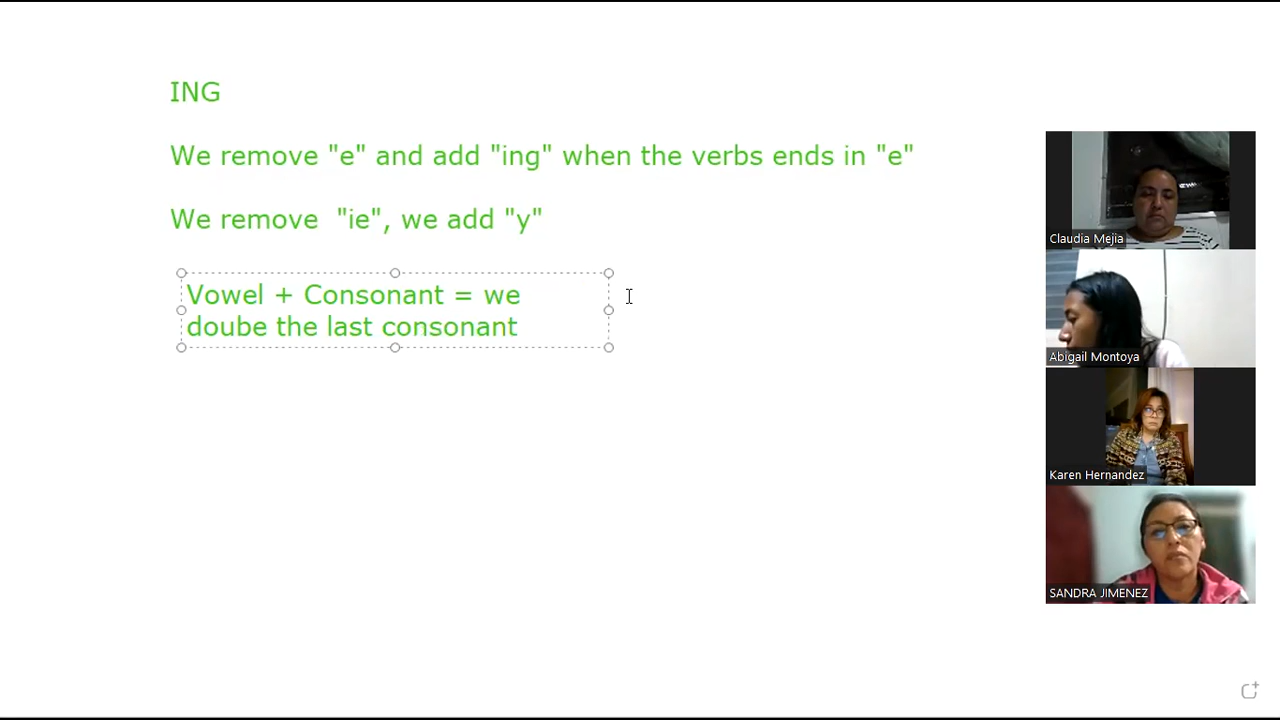 ING
We remove "e" and add "ing" when the verbs ends in "e"
We remove  "ie", we add "y"
Vowel + Consonant = we
doube the last consonant
Claudia Mejia
Abigail Montoya
Karen Hernandez
SANDRA JIMENEZ